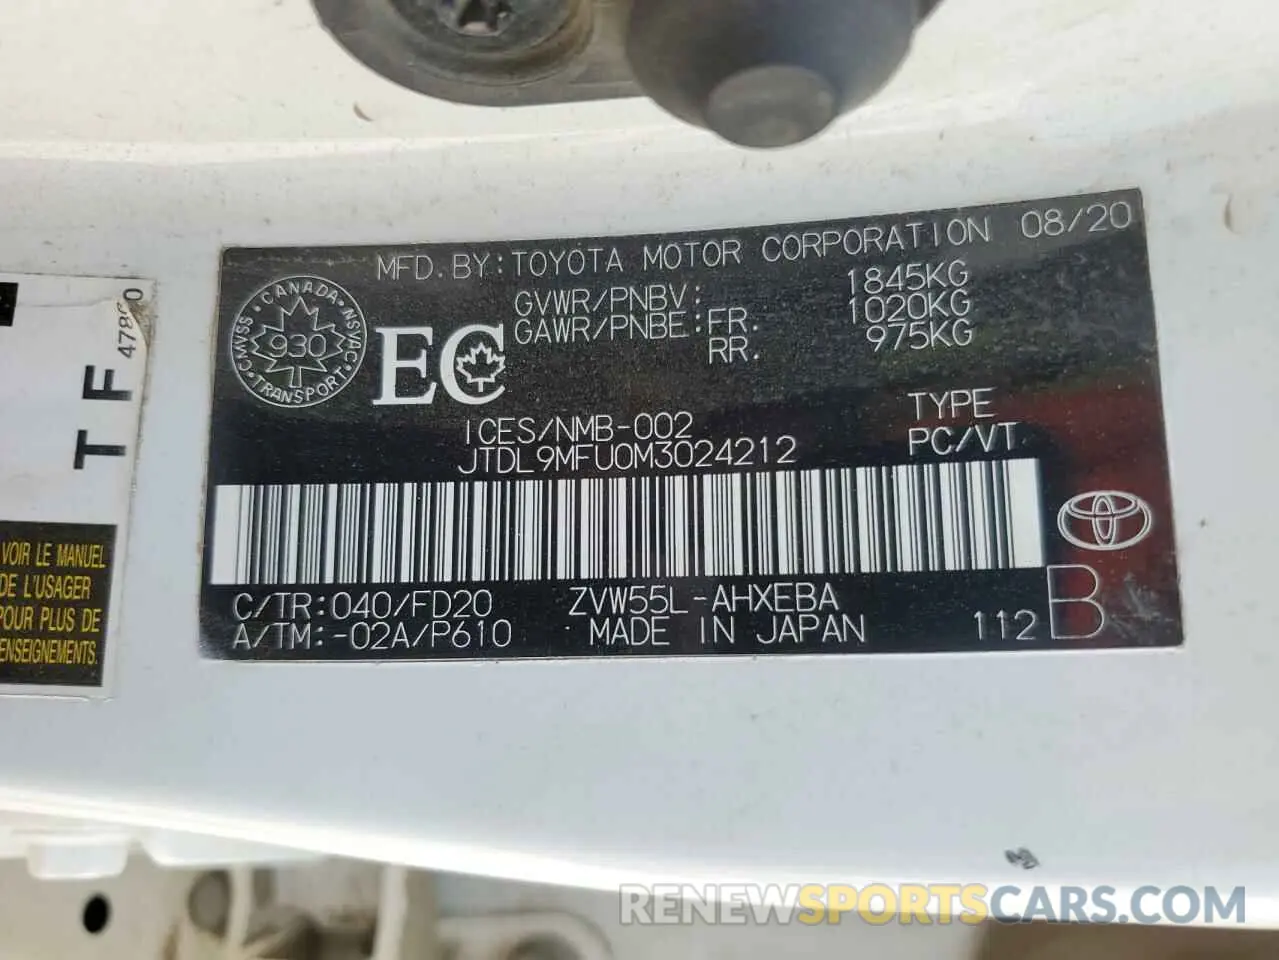 MFD. BY: TOYOTA MOTOR CORPORATION 08/20
GVWR/PNBV: 1845KG
GAWR/PNBE: FR. 1020KG
RR. 975KG
CMVSS • CANADA • NSVAC • TRANSPORT •
930
EC
ICES/NMB-002
TYPE
JTDL9MFU0M3024212
PC/VT
C/TR: 040/FD20 ZVW55L-AHXEBA
A/TM: -02A/P610 MADE IN JAPAN 112 B
T F
VOIR LE MANUEL
DE L'USAGER
POUR PLUS DE
RENEWSPORTSCARS.COM